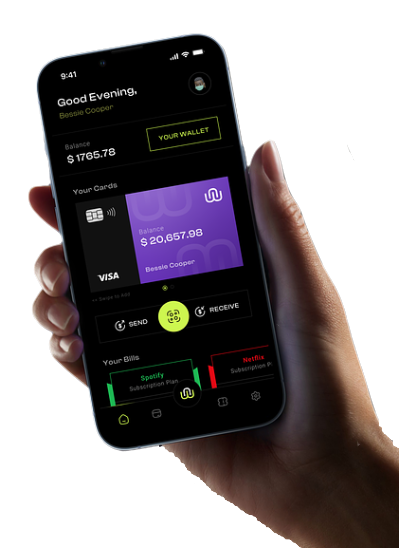 9:41
Good Evening,
Bessie Cooper
Balance
$ 1765.78
YOUR WALLET
Your Cards
Balance
$ 20,657.98
VISA
Bessie Cooper
<< Swipe to Add
SEND
RECEIVE
Your Bills
Spotify
Subscription Plan
Netflix
Subscription P